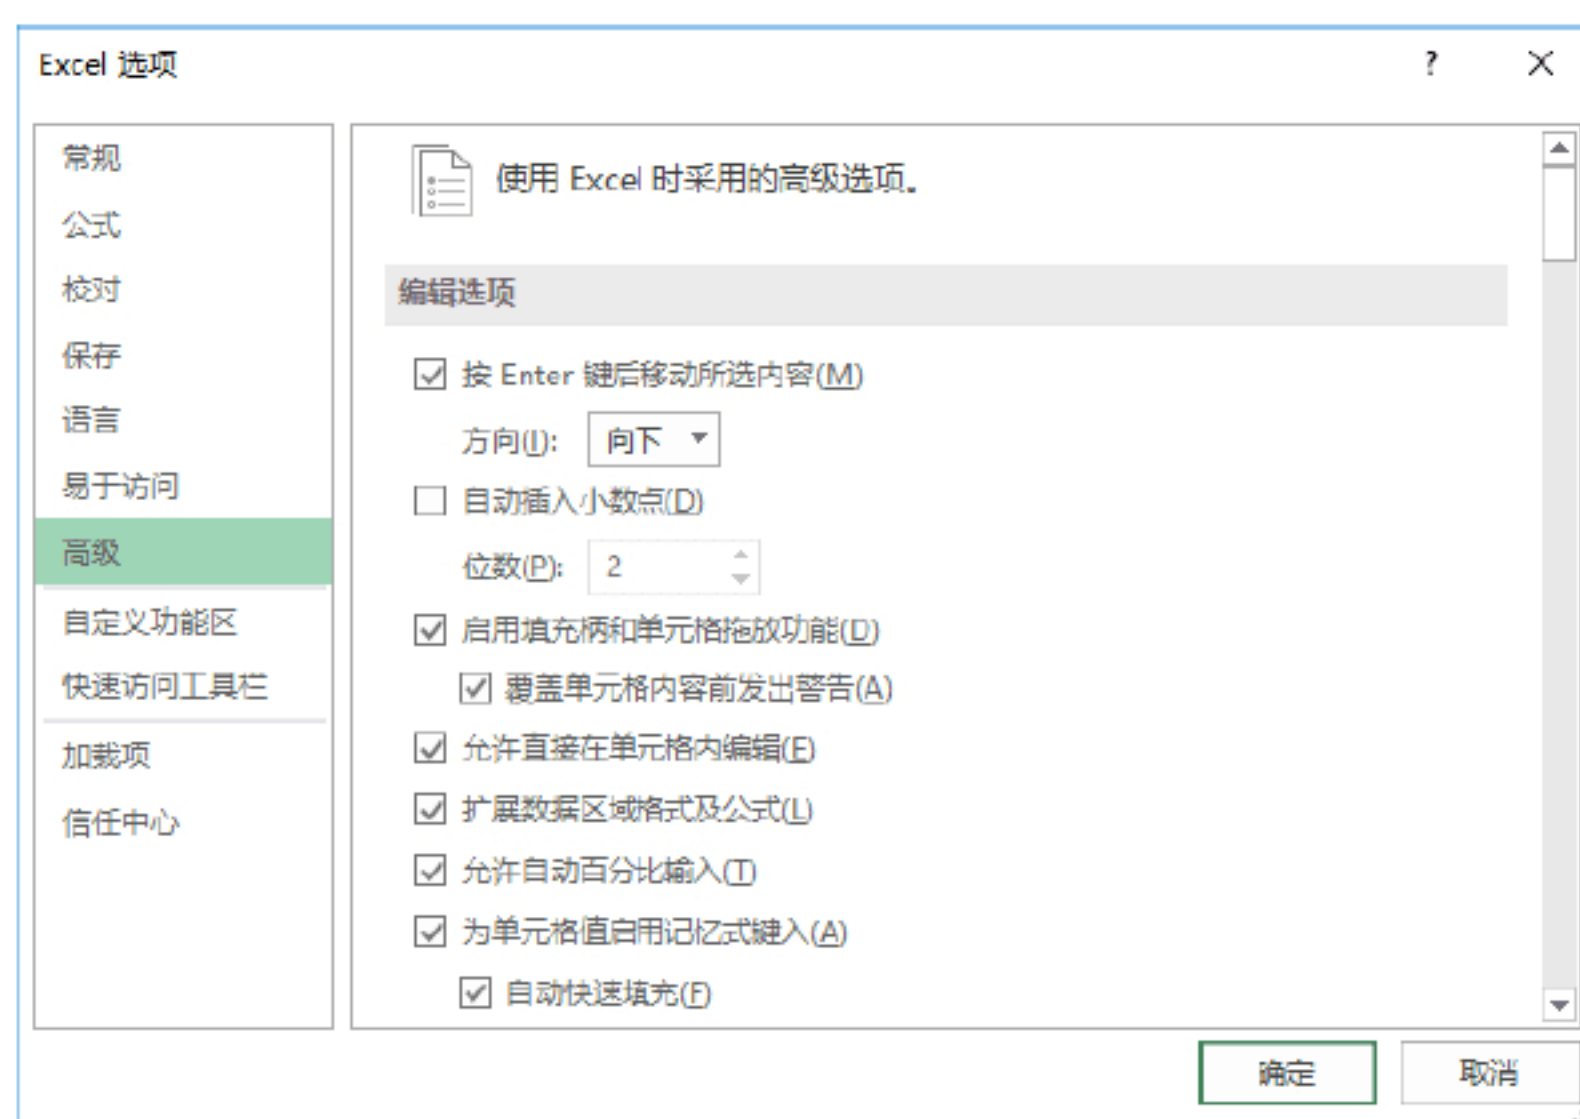 Excel 选项
?
常规
公式
校对
保存
语言
易于访问
高级
自定义功能区
快速访问工具栏
加载项
信任中心
使用 Excel 时采用的高级选项。
编辑选项
按 Enter 键后移动所选内容(M)
方向(I): 向下
自动插入小数点(D)
位数(P): 2
启用填充柄和单元格拖放功能(D)
覆盖单元格内容前发出警告(A)
允许直接在单元格内编辑(E)
扩展数据区域格式及公式(L)
允许自动百分比输入(T)
为单元格值启用记忆式键入(A)
自动快速填充(F)
确定 取消